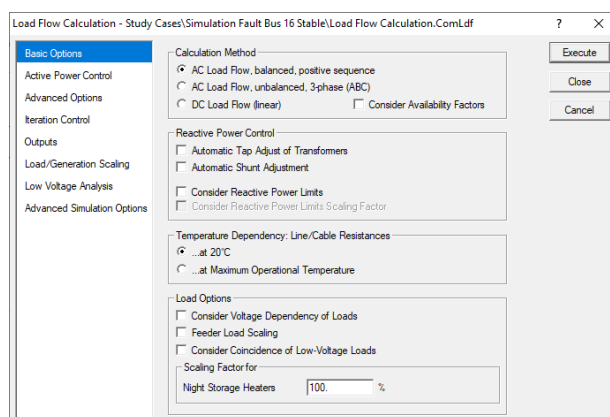 Load Flow Calculation - Study Cases\Simulation Fault Bus 16 Stable\Load Flow Calculation.ComLdf ? X
Basic Options
Active Power Control
Advanced Options
Iteration Control
Outputs
Load/Generation Scaling
Low Voltage Analysis
Advanced Simulation Options
Calculation Method
AC Load Flow, balanced, positive sequence
AC Load Flow, unbalanced, 3-phase (ABC)
DC Load Flow (linear) Consider Availability Factors
Reactive Power Control
Automatic Tap Adjust of Transformers
Automatic Shunt Adjustment
Consider Reactive Power Limits
Consider Reactive Power Limits Scaling Factor
Temperature Dependency: Line/Cable Resistances
...at 20°C
...at Maximum Operational Temperature
Load Options
Consider Voltage Dependency of Loads
Feeder Load Scaling
Consider Coincidence of Low-Voltage Loads
Scaling Factor for
Night Storage Heaters 100. %
Execute
Close
Cancel